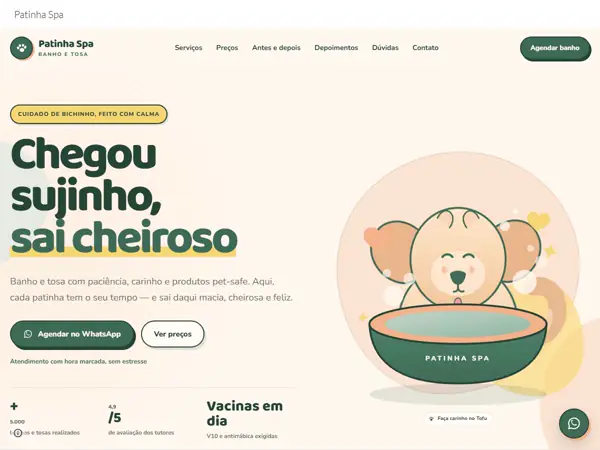 Patinha Spa
Patinha Spa
BANHO E TOSA
Serviços
Preços
Antes e depois
Depoimentos
Dúvidas
Contato
Agendar banho
CUIDADO DE BICHINHO, FEITO COM CALMA
Chegou
sujinho,
sai cheiroso
Banho e tosa com paciência, carinho e produtos pet-safe. Aqui,
cada patinha tem o seu tempo — e sai daqui macia, cheirosa e feliz.
Agendar no WhatsApp
Ver preços
Atendimento com hora marcada, sem estresse
PATINHA SPA
Faça carinho no Tofu
+
5.000
e tosas realizados
4,9
/5
de avaliação dos tutores
Vacinas em
dia
V10 e antirrábica exigidas